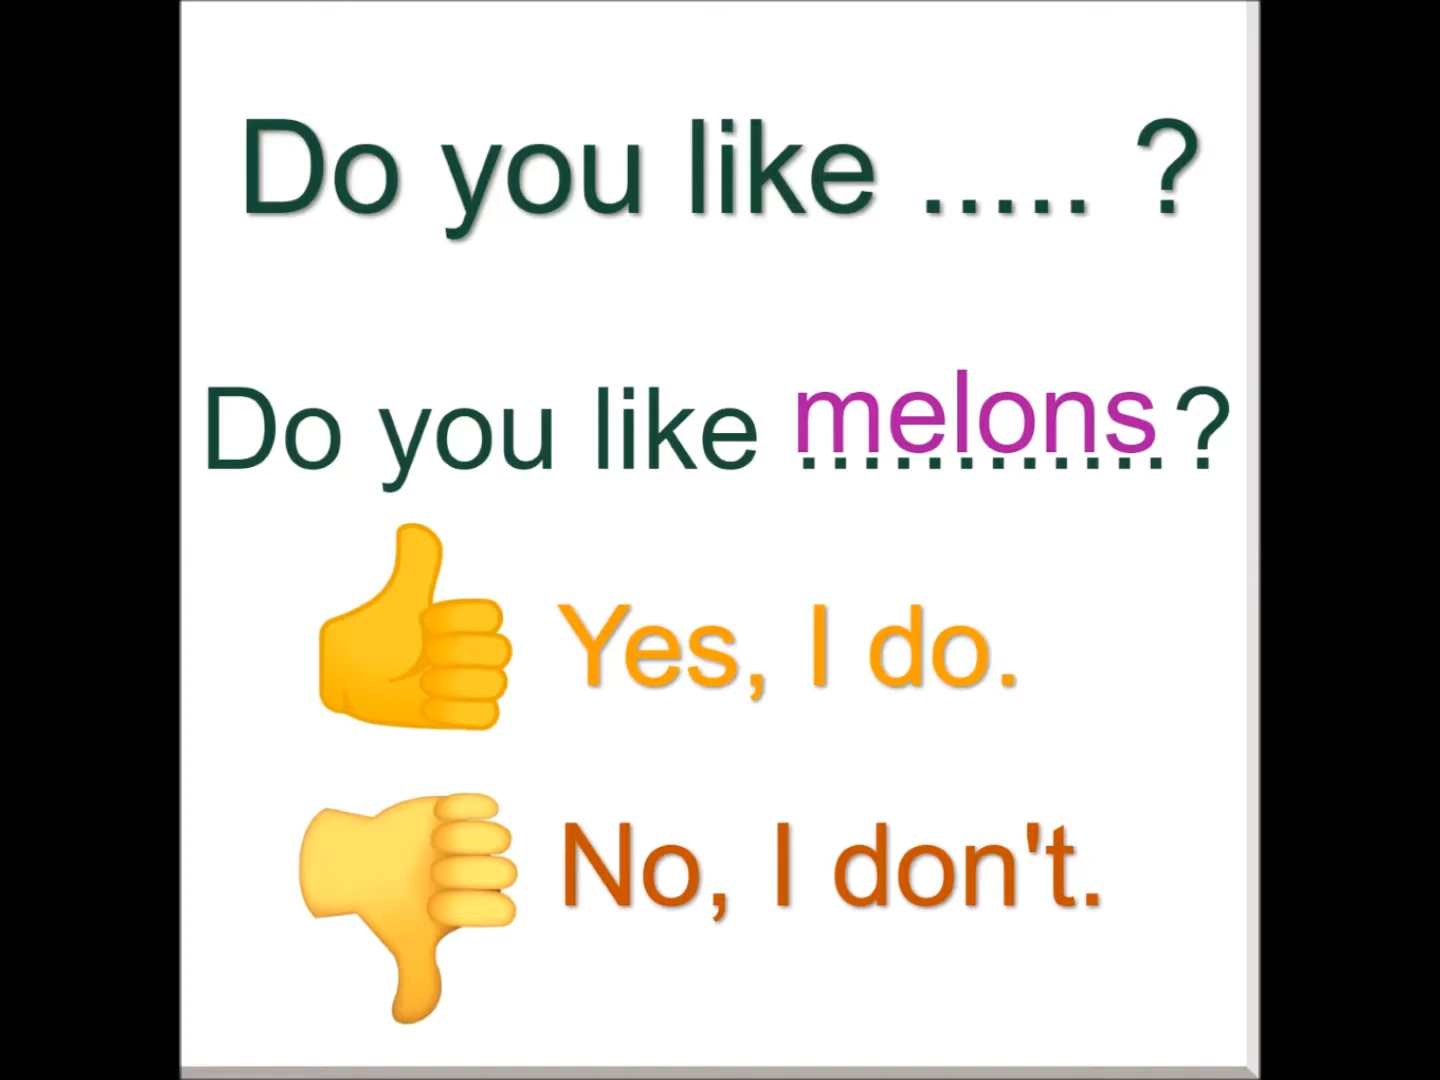 Do you like ..... ?
Do you like melons ............?
Yes, I do.
No, I don't.